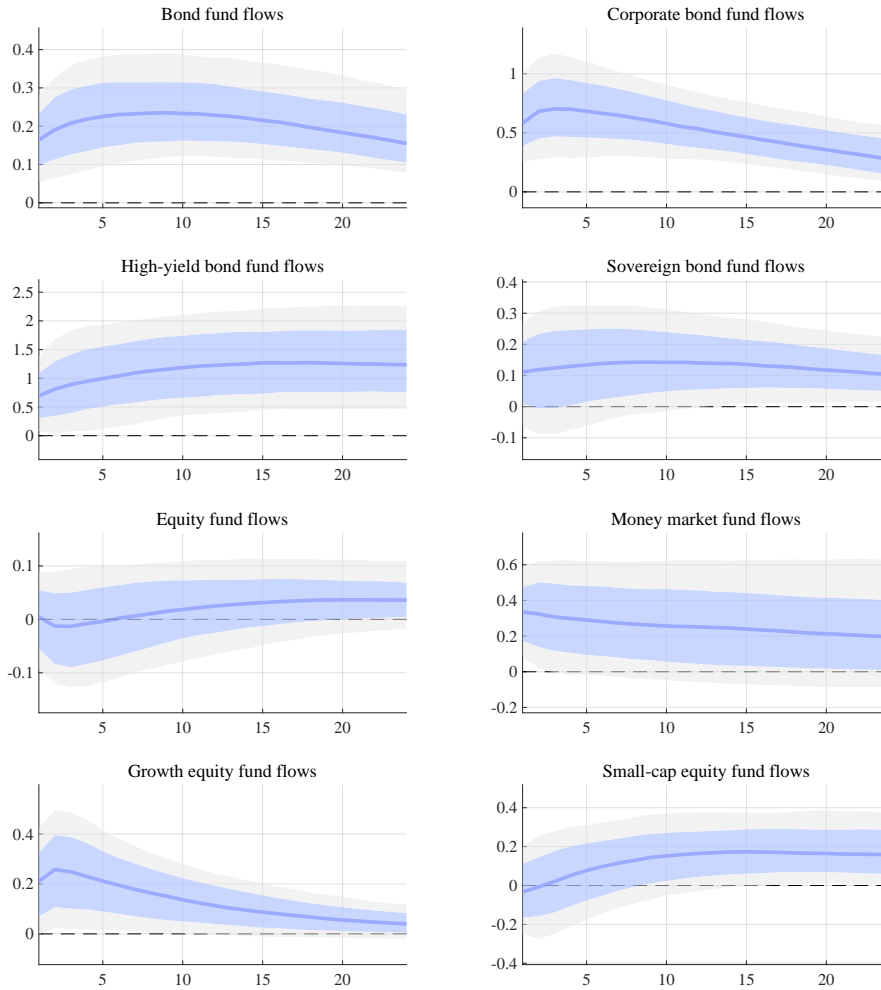 Bond fund flows
0.4
0.3
0.2
0.1
0
5 10 15 20
Corporate bond fund flows
1
0.5
0
5 10 15 20
High-yield bond fund flows
2.5
2
1.5
1
0.5
0
5 10 15 20
Sovereign bond fund flows
0.4
0.3
0.2
0.1
0
-0.1
5 10 15 20
Equity fund flows
0.1
0
-0.1
5 10 15 20
Money market fund flows
0.6
0.4
0.2
0
-0.2
5 10 15 20
Growth equity fund flows
0.4
0.2
0
5 10 15 20
Small-cap equity fund flows
0.4
0.2
0
-0.2
-0.4
5 10 15 20